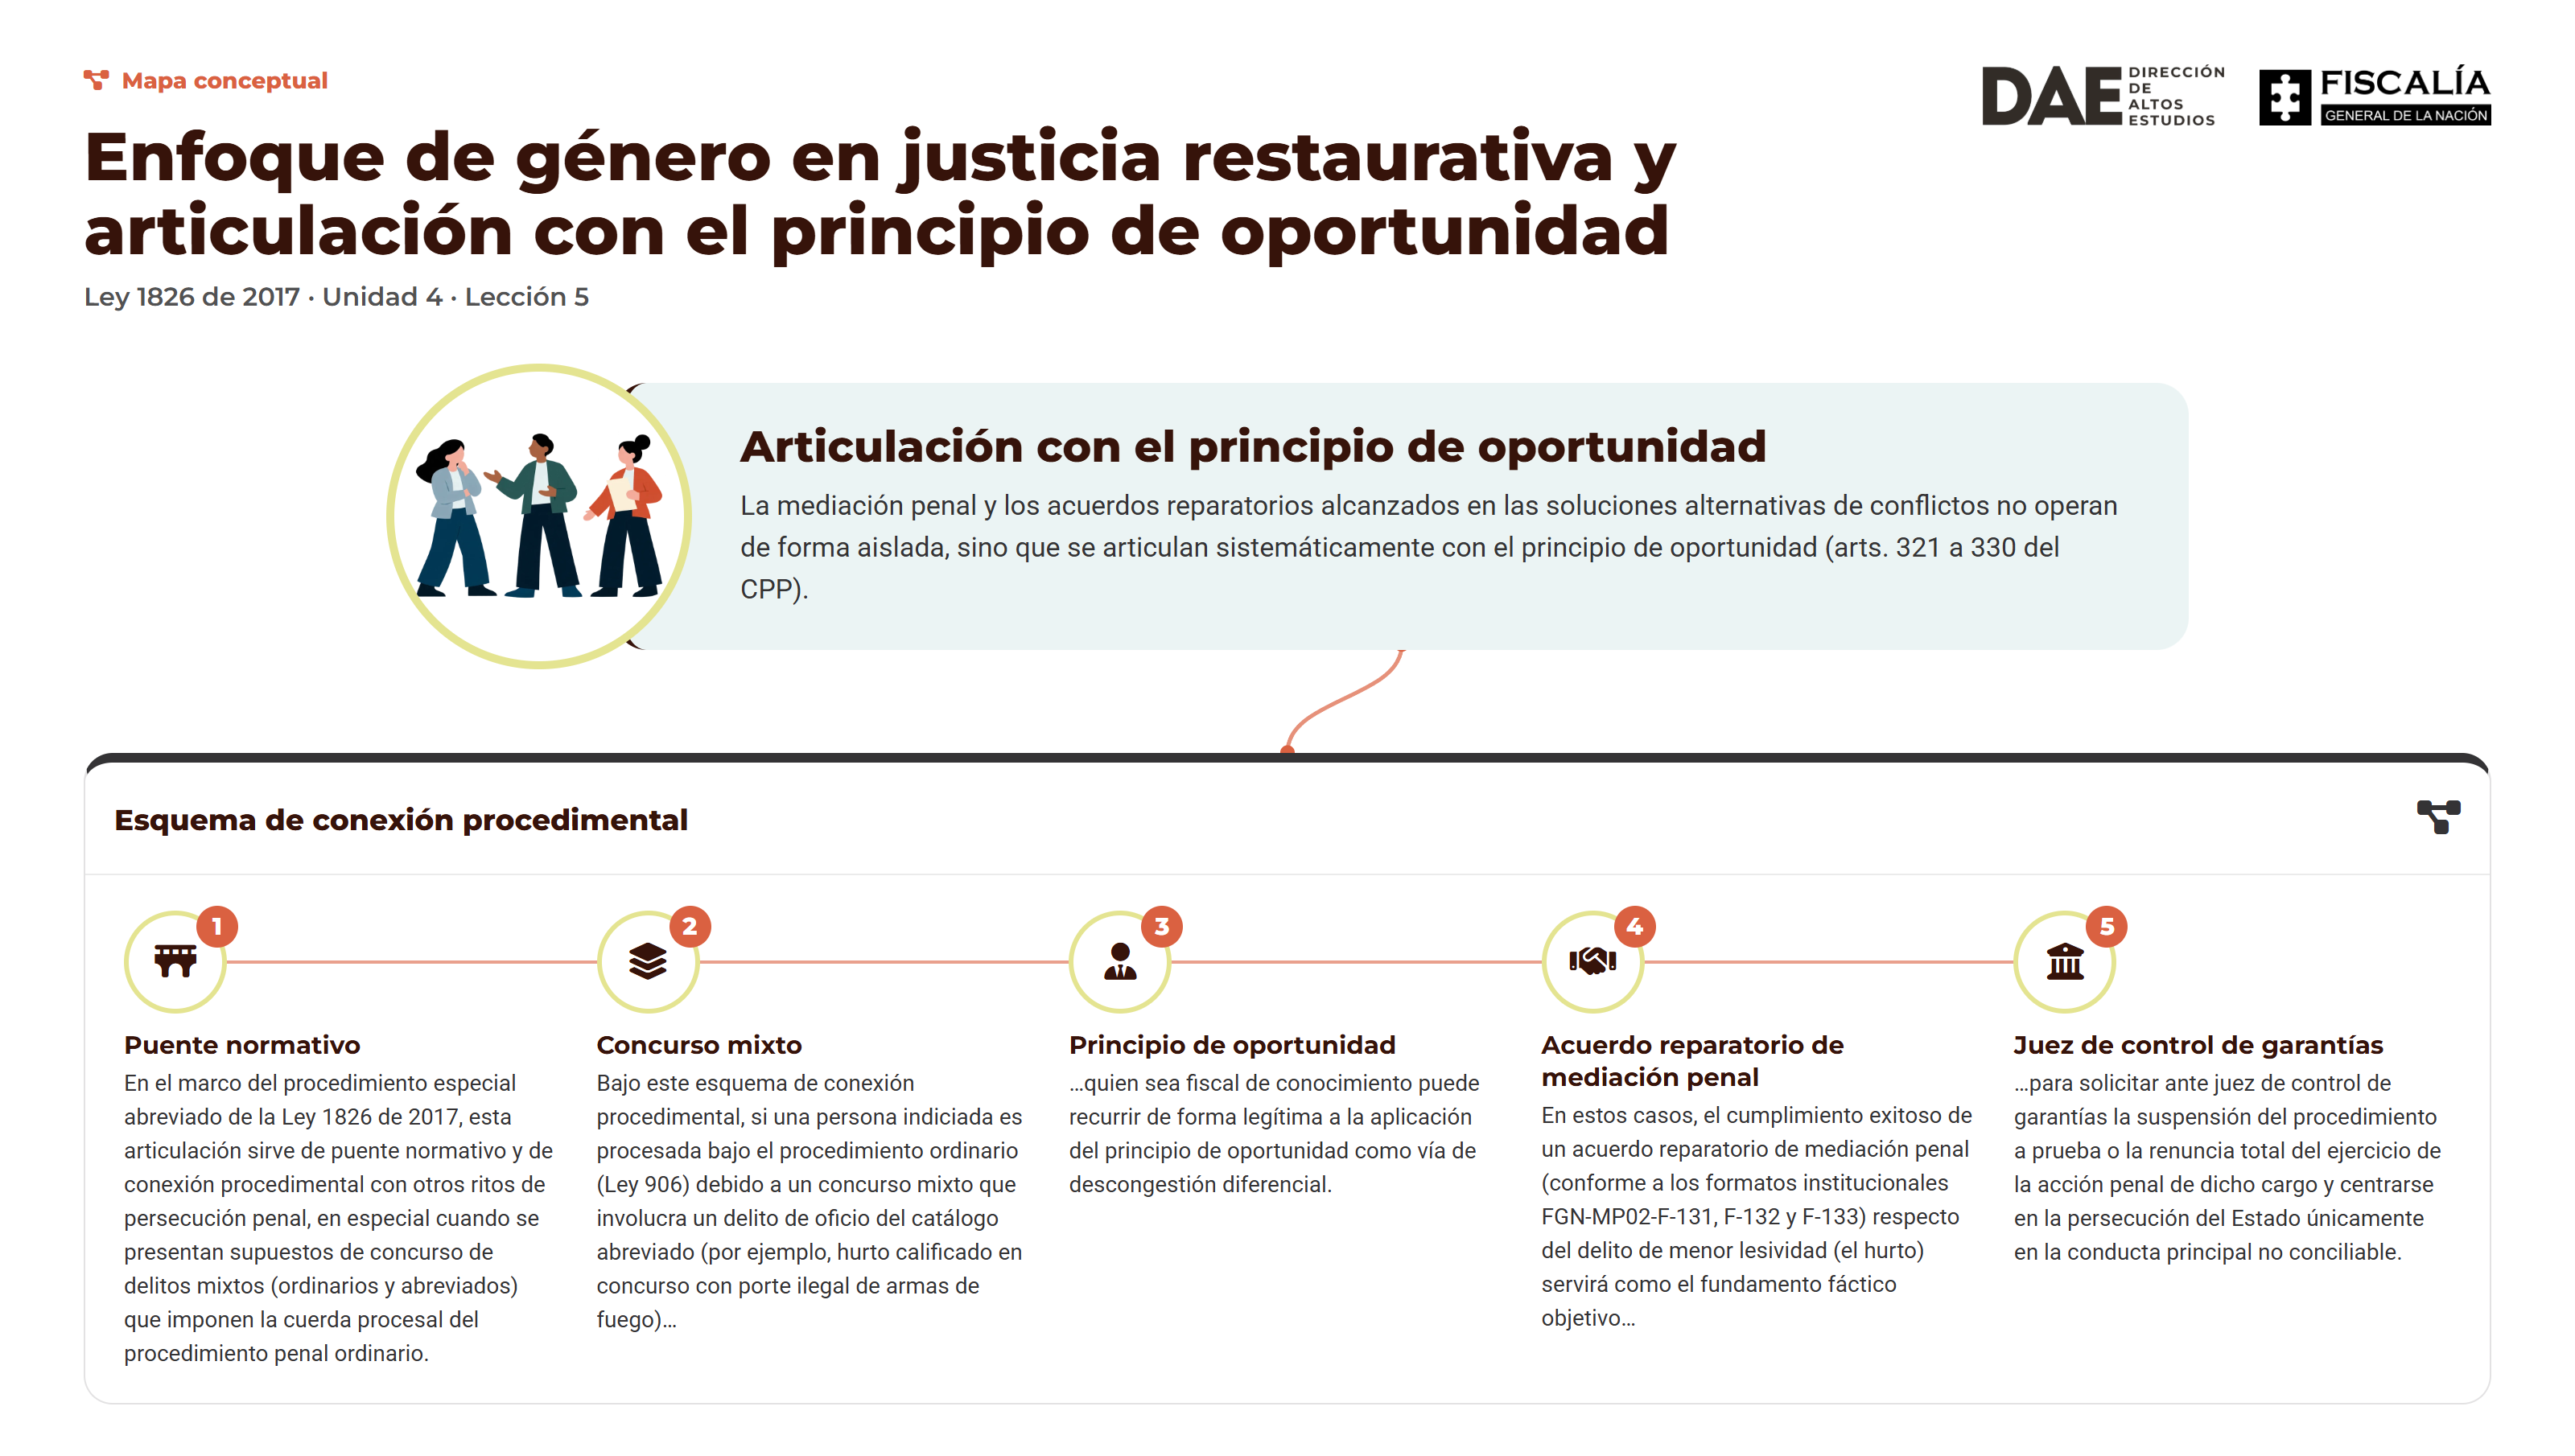 Mapa conceptual
Enfoque de género en justicia restaurativa y
articulación con el principio de oportunidad
Ley 1826 de 2017 · Unidad 4 · Lección 5
DAE
DIRECCIÓN
DE
ALTOS
ESTUDIOS
FISCALÍA
GENERAL DE LA NACIÓN
Articulación con el principio de oportunidad
La mediación penal y los acuerdos reparatorios alcanzados en las soluciones alternativas de conflictos no operan
de forma aislada, sino que se articulan sistemáticamente con el principio de oportunidad (arts. 321 a 330 del
CPP).
Esquema de conexión procedimental
1
Puente normativo
En el marco del procedimiento especial
abreviado de la Ley 1826 de 2017, esta
articulación sirve de puente normativo y de
conexión procedimental con otros ritos de
persecución penal, en especial cuando se
presentan supuestos de concurso de
delitos mixtos (ordinarios y abreviados)
que imponen la cuerda procesal del
procedimiento penal ordinario.
2
Concurso mixto
Bajo este esquema de conexión
procedimental, si una persona indiciada es
procesada bajo el procedimiento ordinario
(Ley 906) debido a un concurso mixto que
involucra un delito de oficio del catálogo
abreviado (por ejemplo, hurto calificado en
concurso con porte ilegal de armas de
fuego)...
3
Principio de oportunidad
...quien sea fiscal de conocimiento puede
recurrir de forma legítima a la aplicación
del principio de oportunidad como vía de
descongestión diferencial.
4
Acuerdo reparatorio de
mediación penal
En estos casos, el cumplimiento exitoso de
un acuerdo reparatorio de mediación penal
(conforme a los formatos institucionales
FGN-MP02-F-131, F-132 y F-133) respecto
del delito de menor lesividad (el hurto)
servirá como el fundamento fáctico
objetivo...
5
Juez de control de garantías
...para solicitar ante juez de control de
garantías la suspensión del procedimiento
a prueba o la renuncia total del ejercicio de
la acción penal de dicho cargo y centrarse
en la persecución del Estado únicamente
en la conducta principal no conciliable.